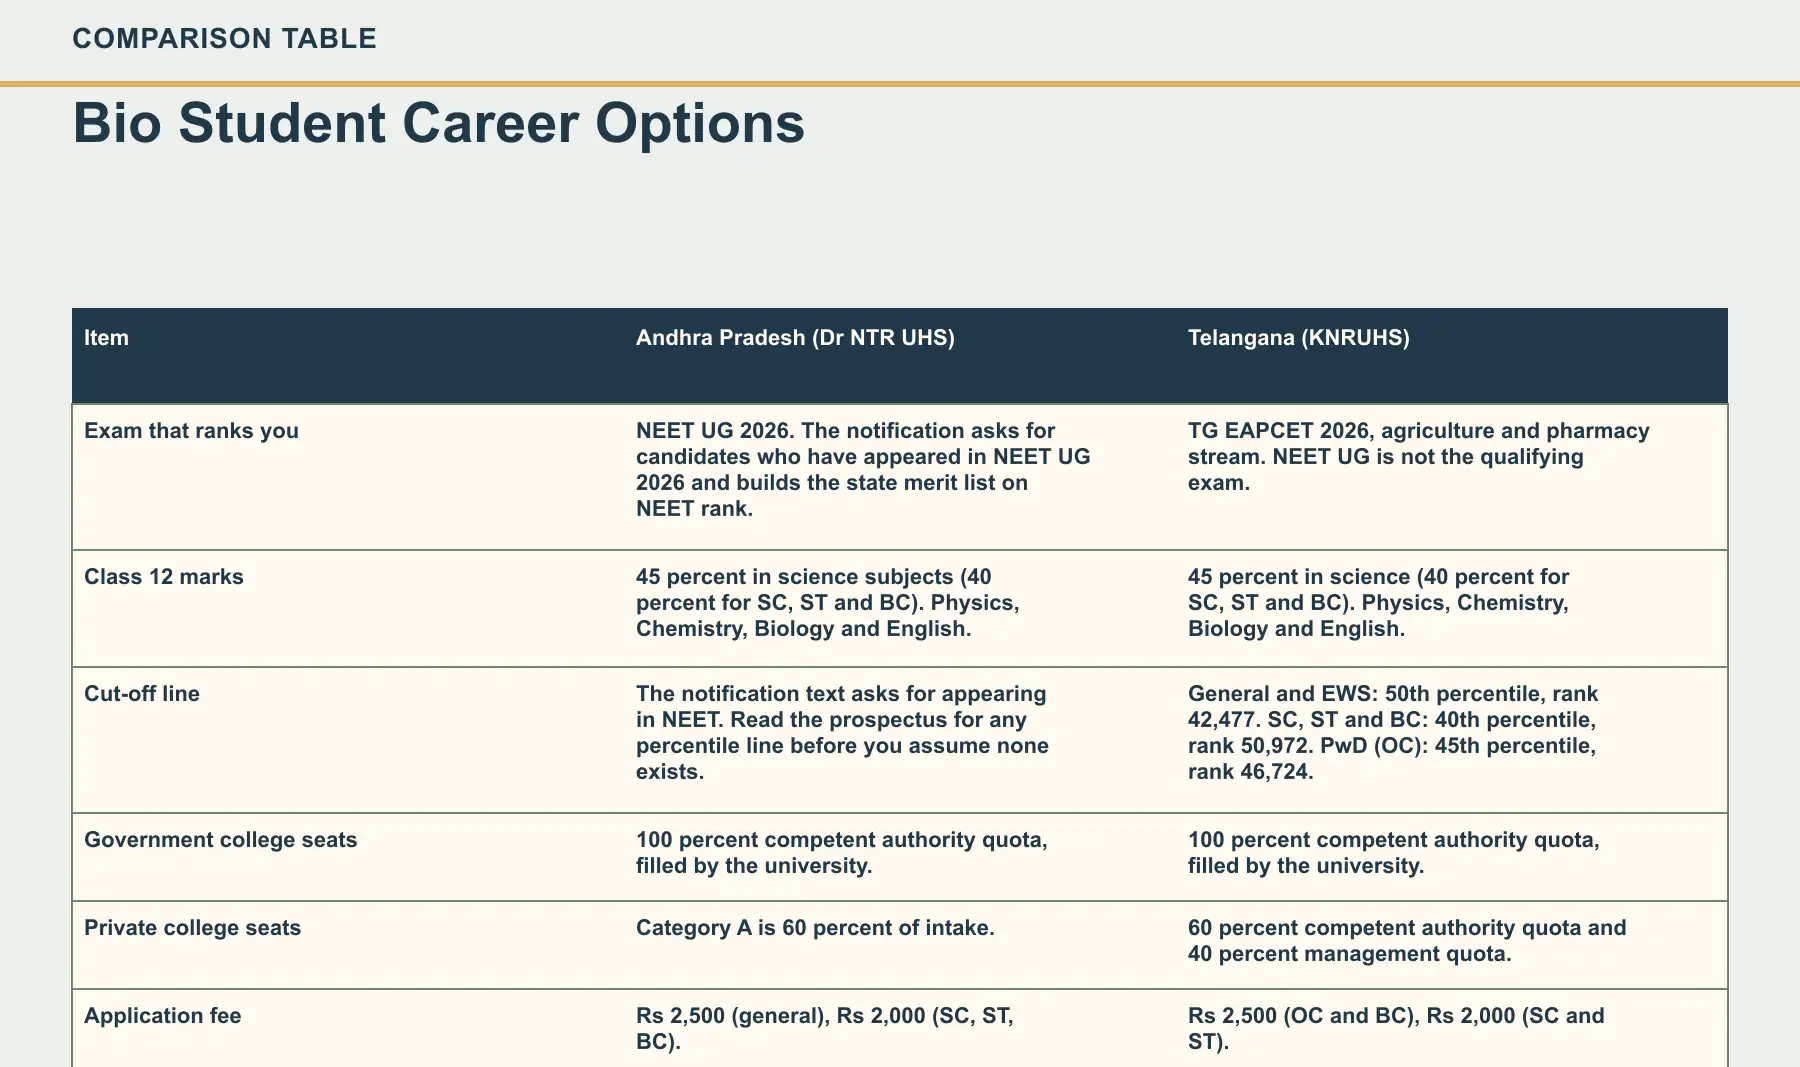 COMPARISON TABLE
Bio Student Career Options
Item
Andhra Pradesh (Dr NTR UHS)
Telangana (KNRUHS)
Exam that ranks you
NEET UG 2026. The notification asks for
candidates who have appeared in NEET UG
2026 and builds the state merit list on
NEET rank.
TG EAPCET 2026, agriculture and pharmacy
stream. NEET UG is not the qualifying
exam.
Class 12 marks
45 percent in science subjects (40
percent for SC, ST and BC). Physics,
Chemistry, Biology and English.
45 percent in science (40 percent for
SC, ST and BC). Physics, Chemistry,
Biology and English.
Cut-off line
The notification text asks for appearing
in NEET. Read the prospectus for any
percentile line before you assume none
exists.
General and EWS: 50th percentile, rank
42,477. SC, ST and BC: 40th percentile,
rank 50,972. PwD (OC): 45th percentile,
rank 46,724.
Government college seats
100 percent competent authority quota,
filled by the university.
100 percent competent authority quota,
filled by the university.
Private college seats
Category A is 60 percent of intake.
60 percent competent authority quota and
40 percent management quota.
Application fee
Rs 2,500 (general), Rs 2,000 (SC, ST,
BC).
Rs 2,500 (OC and BC), Rs 2,000 (SC and
ST).